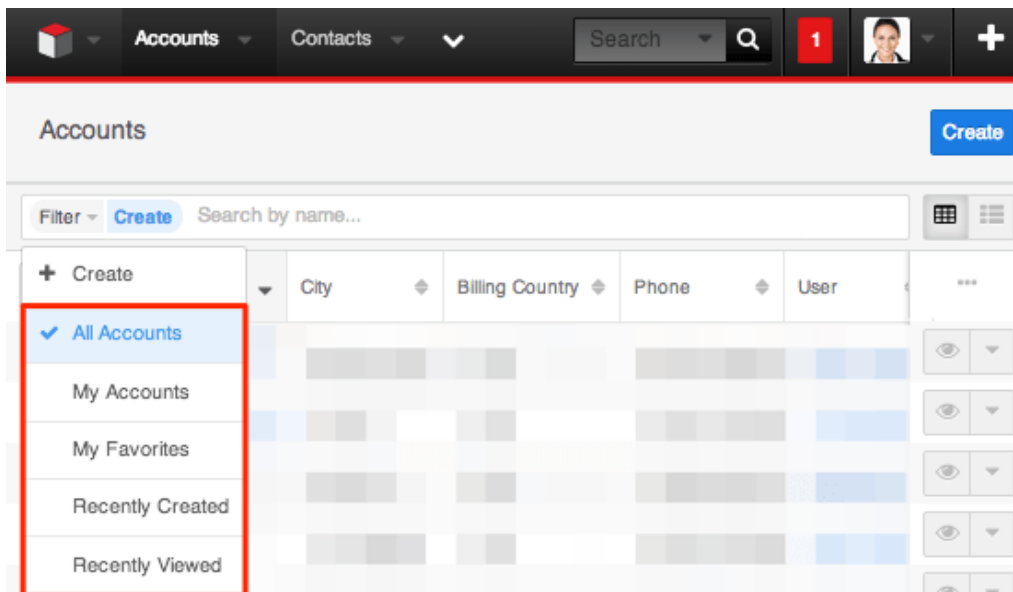 Accounts Contacts Search 1
Accounts Create
Filter Create Search by name...
Create
City Billing Country Phone User
All Accounts
My Accounts
My Favorites
Recently Created
Recently Viewed